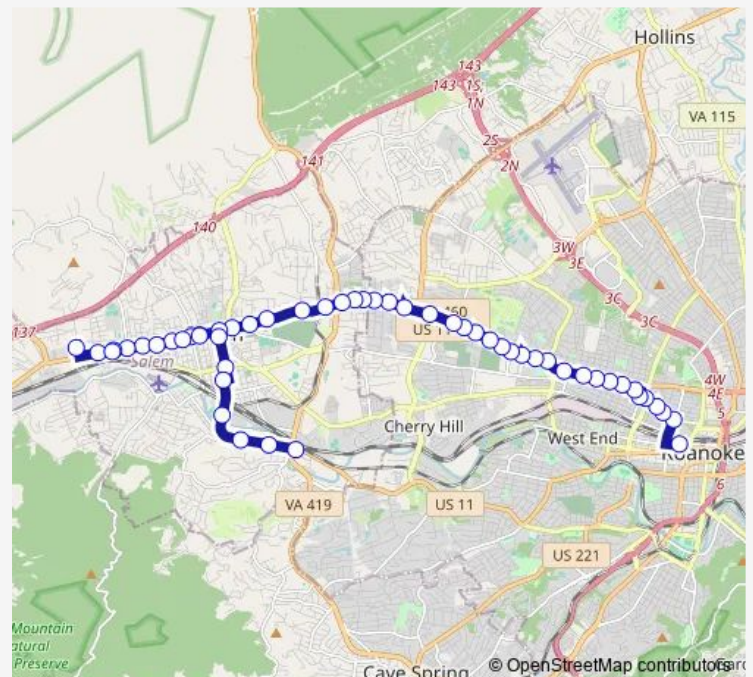 Hollins
143
143
1S,
1N
VA 115
141
2S
2N
140
3W
3E
137
3C
3C
460
US 1
Salem
4W
4E
5
Cherry Hill
West End
Roanoke
6
VA 419
US 11
US 221
Mountain
atural
Preserve
Cave Spring
© OpenStreetMap contributors